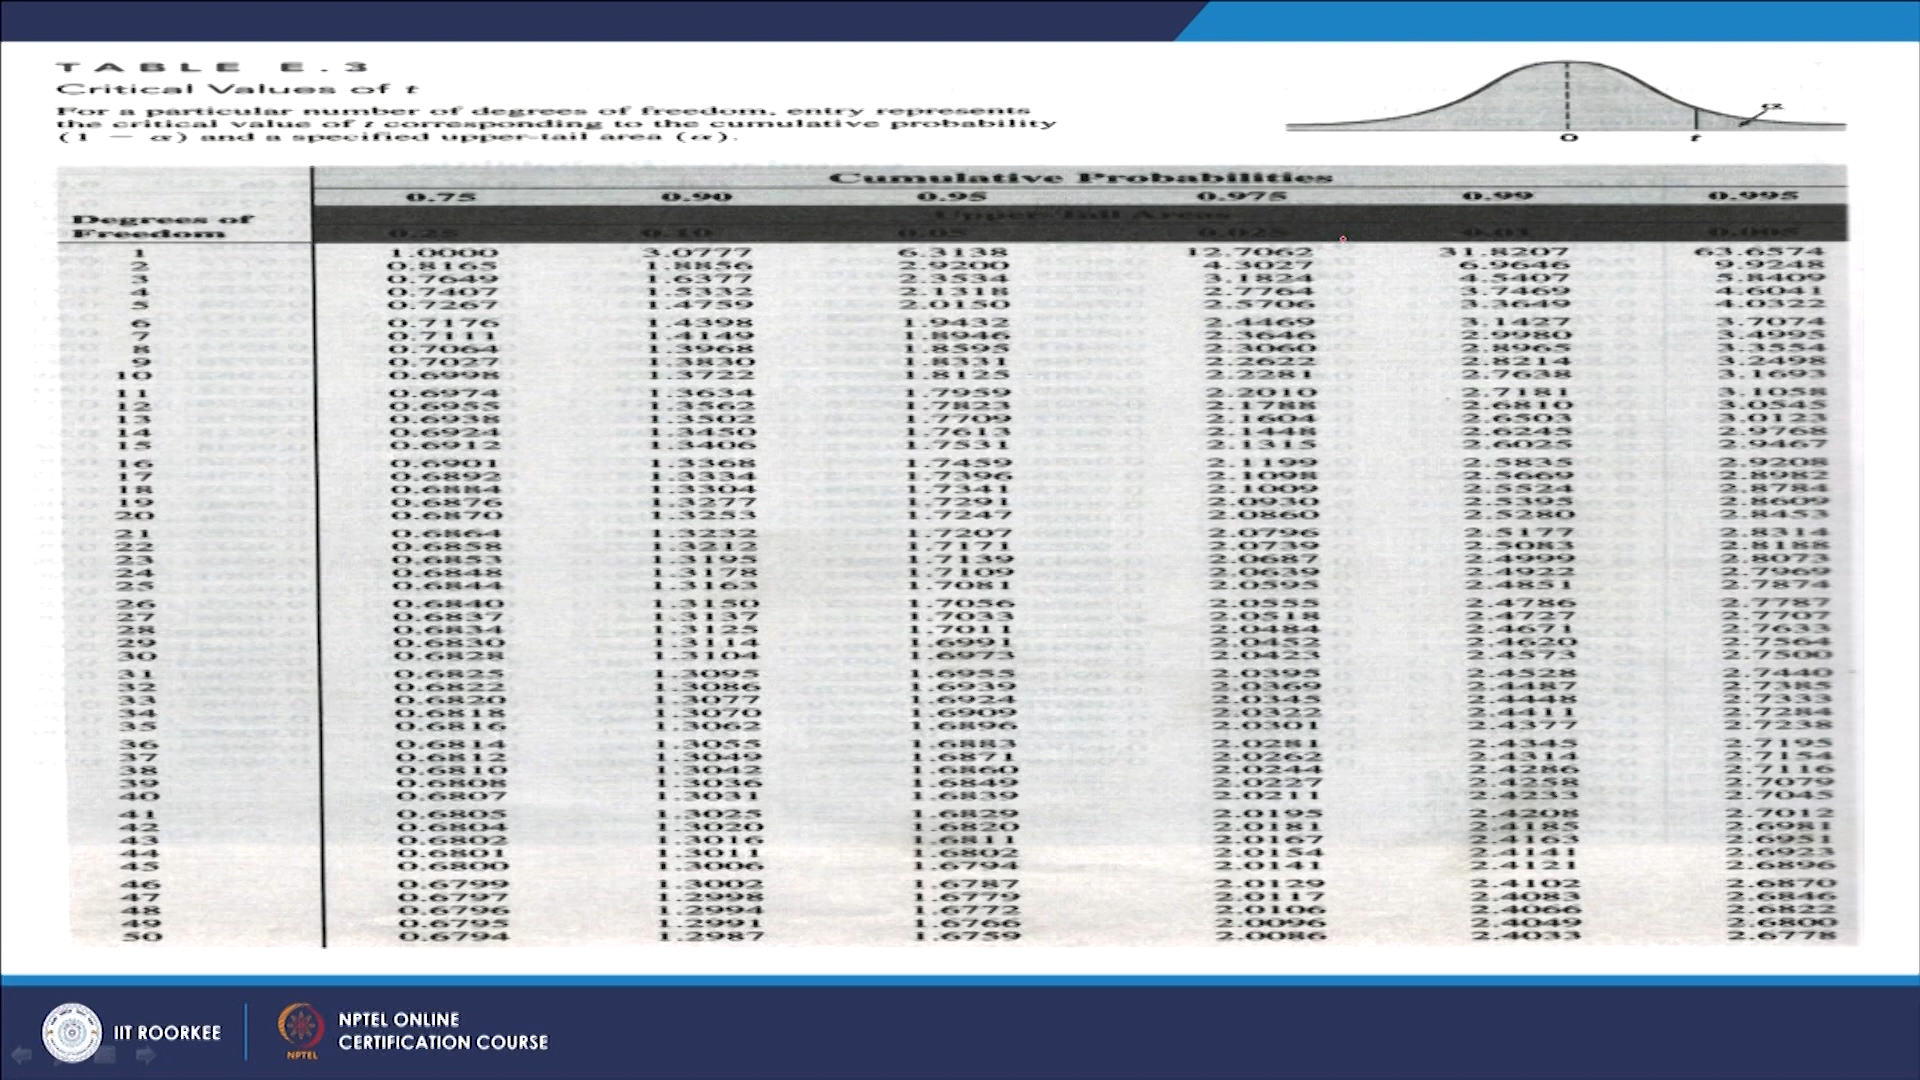 TABLE E.3
Critical Values of t
For a particular number of degrees of freedom, entry represents
the critical value of t corresponding to the cumulative probability
(1 − α) and a specified upper-tail area (α).
α
0 t
Cumulative Probabilities
0.75 0.90 0.95 0.975 0.99 0.995
Upper-Tail Areas
Degrees of
Freedom 0.25 0.10 0.05 0.025 0.01 0.005
1 1.0000 3.0777 6.3138 12.7062 31.8207 63.6574
2 0.8165 1.8856 2.9200 4.3027 6.9646 9.9248
3 0.7649 1.6377 2.3534 3.1824 4.5407 5.8409
4 0.7407 1.5332 2.1318 2.7764 3.7469 4.6041
5 0.7267 1.4759 2.0150 2.5706 3.3649 4.0322
6 0.7176 1.4398 1.9432 2.4469 3.1427 3.7074
7 0.7111 1.4149 1.8946 2.3646 2.9980 3.4995
8 0.7064 1.3968 1.8595 2.3060 2.8965 3.3554
9 0.7027 1.3830 1.8331 2.2622 2.8214 3.2498
10 0.6998 1.3722 1.8125 2.2281 2.7638 3.1693
11 0.6974 1.3634 1.7959 2.2010 2.7181 3.1058
12 0.6955 1.3562 1.7823 2.1788 2.6810 3.0545
13 0.6938 1.3502 1.7709 2.1604 2.6503 3.0123
14 0.6924 1.3450 1.7613 2.1448 2.6245 2.9768
15 0.6912 1.3406 1.7531 2.1315 2.6025 2.9467
16 0.6901 1.3368 1.7459 2.1199 2.5835 2.9208
17 0.6892 1.3334 1.7396 2.1098 2.5669 2.8982
18 0.6884 1.3304 1.7341 2.1009 2.5524 2.8784
19 0.6876 1.3277 1.7291 2.0930 2.5395 2.8609
20 0.6870 1.3253 1.7247 2.0860 2.5280 2.8453
21 0.6864 1.3232 1.7207 2.0796 2.5177 2.8314
22 0.6858 1.3212 1.7171 2.0739 2.5083 2.8188
23 0.6853 1.3195 1.7139 2.0687 2.4999 2.8073
24 0.6848 1.3178 1.7109 2.0639 2.4922 2.7969
25 0.6844 1.3163 1.7081 2.0595 2.4851 2.7874
26 0.6840 1.3150 1.7056 2.0555 2.4786 2.7787
27 0.6837 1.3137 1.7033 2.0518 2.4727 2.7707
28 0.6834 1.3125 1.7011 2.0484 2.4671 2.7633
29 0.6830 1.3114 1.6991 2.0452 2.4620 2.7564
30 0.6828 1.3104 1.6973 2.0423 2.4573 2.7500
31 0.6825 1.3095 1.6955 2.0395 2.4528 2.7440
32 0.6822 1.3086 1.6939 2.0369 2.4487 2.7385
33 0.6820 1.3077 1.6924 2.0345 2.4448 2.7333
34 0.6818 1.3070 1.6909 2.0322 2.4411 2.7284
35 0.6816 1.3062 1.6896 2.0301 2.4377 2.7238
36 0.6814 1.3055 1.6883 2.0281 2.4345 2.7195
37 0.6812 1.3049 1.6871 2.0262 2.4314 2.7154
38 0.6810 1.3042 1.6860 2.0244 2.4286 2.7116
39 0.6808 1.3036 1.6849 2.0227 2.4258 2.7079
40 0.6807 1.3031 1.6839 2.0211 2.4233 2.7045
41 0.6805 1.3025 1.6829 2.0195 2.4208 2.7012
42 0.6804 1.3020 1.6820 2.0181 2.4185 2.6981
43 0.6802 1.3016 1.6811 2.0167 2.4163 2.6951
44 0.6801 1.3011 1.6802 2.0154 2.4141 2.6923
45 0.6800 1.3006 1.6794 2.0141 2.4121 2.6896
46 0.6799 1.3002 1.6787 2.0129 2.4102 2.6870
47 0.6797 1.2998 1.6779 2.0117 2.4083 2.6846
48 0.6796 1.2994 1.6772 2.0106 2.4066 2.6822
49 0.6795 1.2991 1.6766 2.0096 2.4049 2.6800
50 0.6794 1.2987 1.6759 2.0086 2.4033 2.6778
IIT ROORKEE
NPTEL
NPTEL ONLINE
CERTIFICATION COURSE